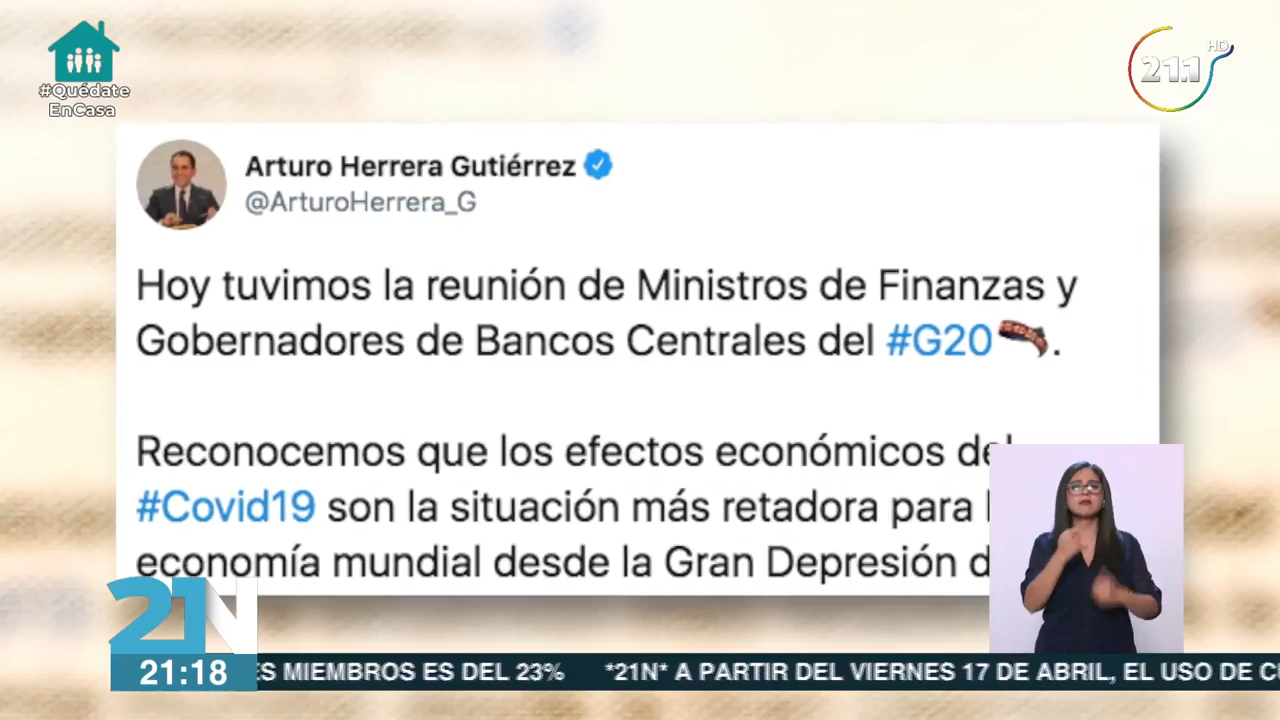 #Quédate
EnCasa
21.1
HD
Arturo Herrera Gutiérrez
@ArturoHerrera_G
Hoy tuvimos la reunión de Ministros de Finanzas y
Gobernadores de Bancos Centrales del #G20.
Reconocemos que los efectos económicos del
#Covid19 son la situación más retadora para
economía mundial desde la Gran Depresión
21N
21:18
MIEMBROS ES DEL 23% *21N* A PARTIR DEL VIERNES 17 DE ABRIL, EL USO DE